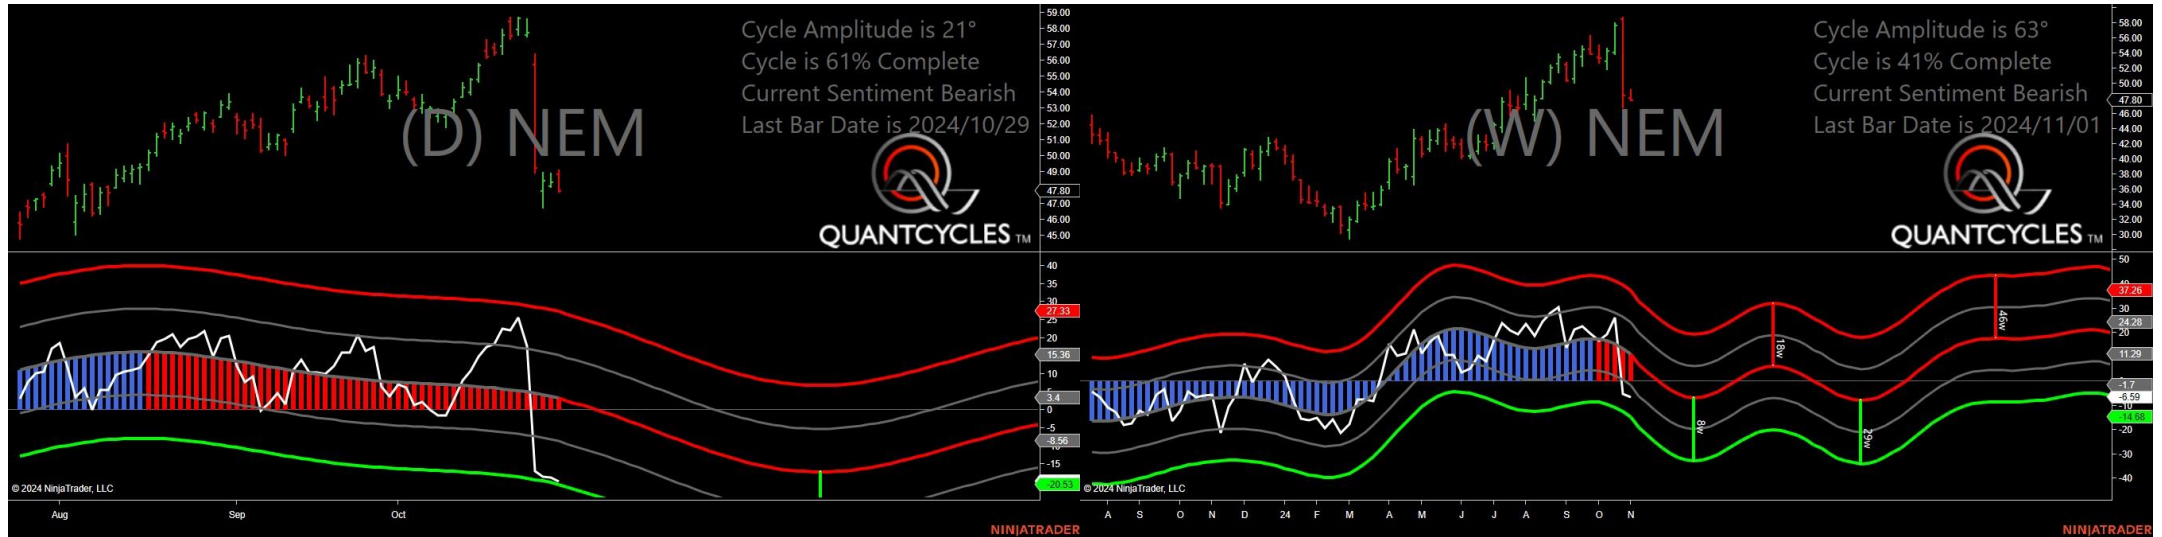 Cycle Amplitude is 21°
Cycle is 61% Complete
Current Sentiment Bearish
Last Bar Date is 2024/10/29
(D) NEM
QUANTCYCLES TM
59.00
58.00
57.00
56.00
55.00
54.00
53.00
52.00
51.00
50.00
49.00
47.80
47.00
46.00
45.00
40
35
30
27.33
25
20
15.36
10
3.4
0
-5
-8.56
-15
-20.53
© 2024 NinjaTrader, LLC
Aug Sep Oct
NINJATRADER
Cycle Amplitude is 63°
Cycle is 41% Complete
Current Sentiment Bearish
Last Bar Date is 2024/11/01
(W) NEM
QUANTCYCLES TM
58.00
56.00
54.00
52.00
50.00
47.80
46.00
44.00
42.00
40.00
38.00
36.00
34.00
32.00
30.00
50
40
37.26
30
24.28
20
11.29
-1.7
-6.59
-10
-14.68
-20
-30
-40
18w
46w
8w
29w
© 2024 NinjaTrader, LLC
A S O N D 24 F M A M J J A S O N
NINJATRADER